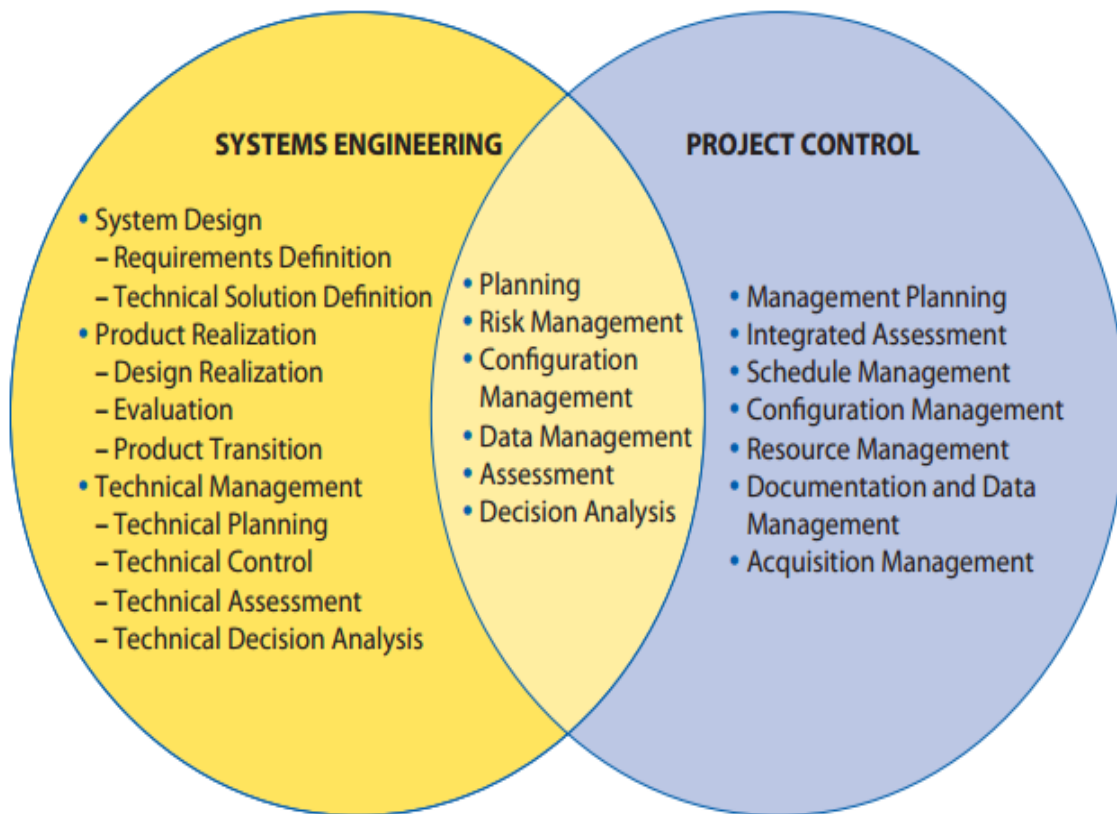 SYSTEMS ENGINEERING
• System Design
– Requirements Definition
– Technical Solution Definition
• Product Realization
– Design Realization
– Evaluation
– Product Transition
• Technical Management
– Technical Planning
– Technical Control
– Technical Assessment
– Technical Decision Analysis
• Planning
• Risk Management
• Configuration
Management
• Data Management
• Assessment
• Decision Analysis
PROJECT CONTROL
• Management Planning
• Integrated Assessment
• Schedule Management
• Configuration Management
• Resource Management
• Documentation and Data
Management
• Acquisition Management